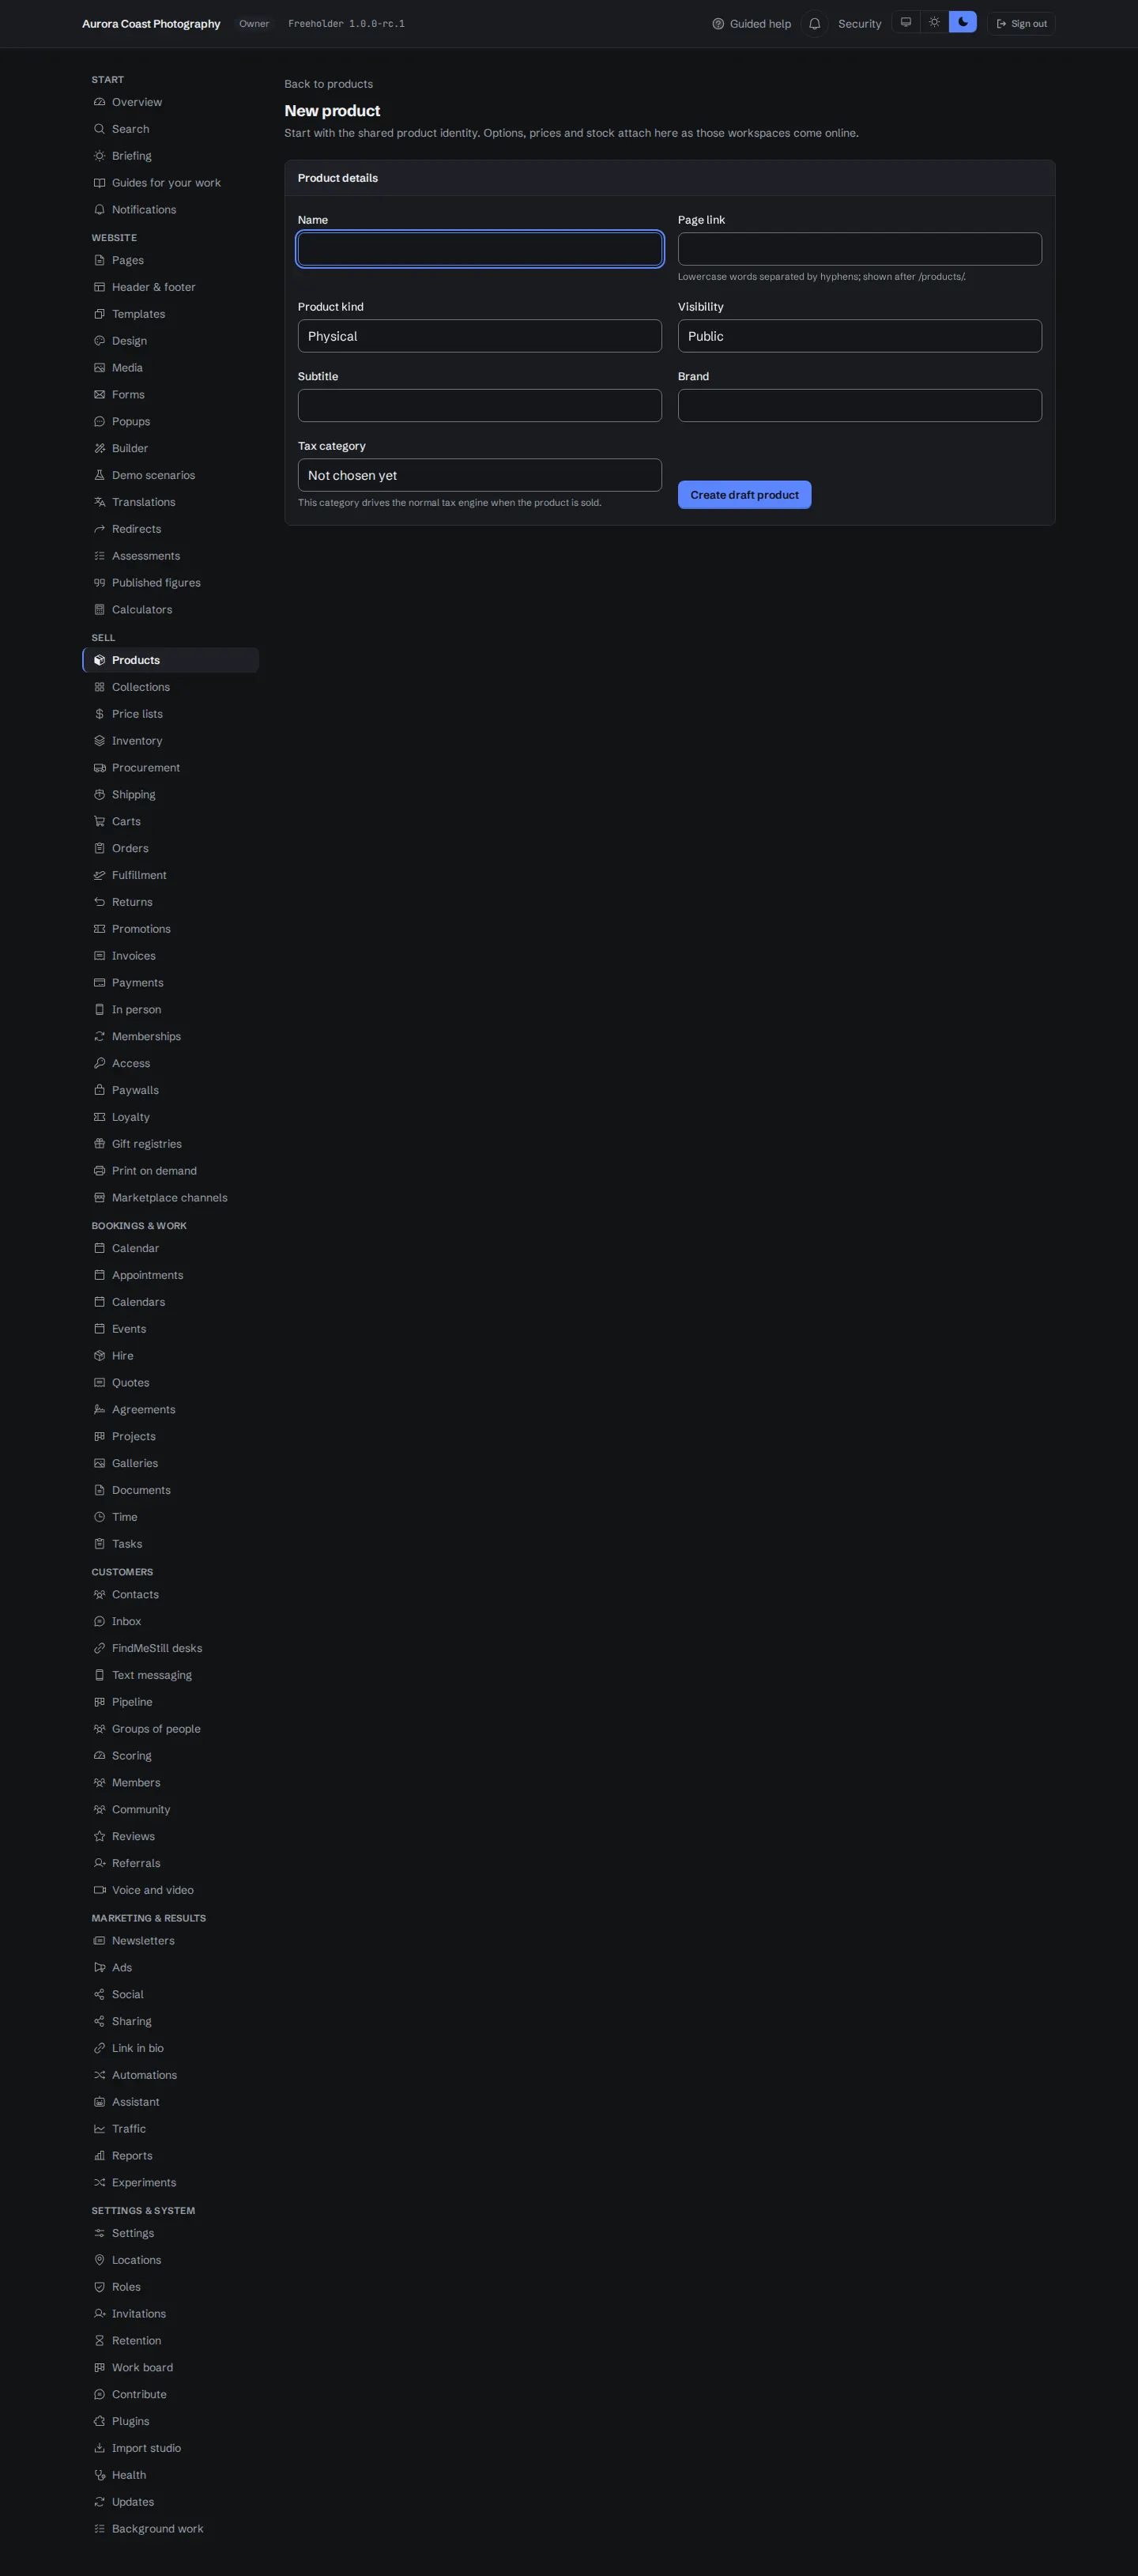 Aurora Coast Photography Owner Freeholder 1.0.0-rc.1 Guided help Security Sign out
START
Overview
Search
Briefing
Guides for your work
Notifications
WEBSITE
Pages
Header & footer
Templates
Design
Media
Forms
Popups
Builder
Demo scenarios
Translations
Redirects
Assessments
Published figures
Calculators
SELL
Products
Collections
Price lists
Inventory
Procurement
Shipping
Carts
Orders
Fulfillment
Returns
Promotions
Invoices
Payments
In person
Memberships
Access
Paywalls
Loyalty
Gift registries
Print on demand
Marketplace channels
BOOKINGS & WORK
Calendar
Appointments
Calendars
Events
Hire
Quotes
Agreements
Projects
Galleries
Documents
Time
Tasks
CUSTOMERS
Contacts
Inbox
FindMeStill desks
Text messaging
Pipeline
Groups of people
Scoring
Members
Community
Reviews
Referrals
Voice and video
MARKETING & RESULTS
Newsletters
Ads
Social
Sharing
Link in bio
Automations
Assistant
Traffic
Reports
Experiments
SETTINGS & SYSTEM
Settings
Locations
Roles
Invitations
Retention
Work board
Contribute
Plugins
Import studio
Health
Updates
Background work
Back to products
New product
Start with the shared product identity. Options, prices and stock attach here as those workspaces come online.
Product details
Name
Page link
Lowercase words separated by hyphens; shown after /products/.
Product kind
Physical
Visibility
Public
Subtitle
Brand
Tax category
Not chosen yet
This category drives the normal tax engine when the product is sold.
Create draft product